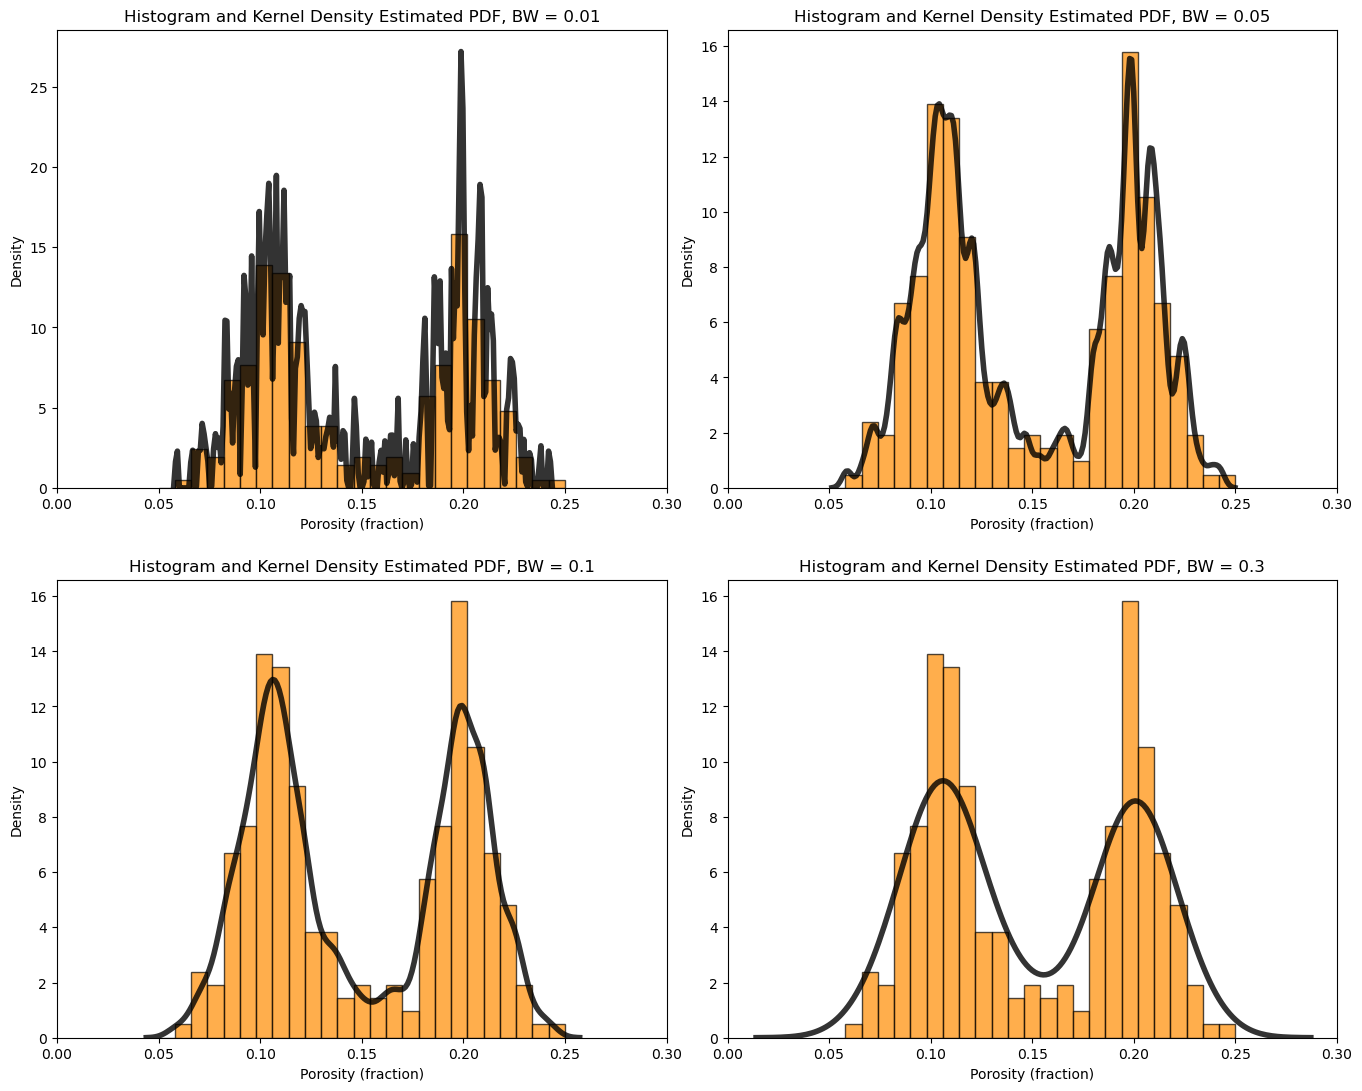 Histogram and Kernel Density Estimated PDF, BW = 0.01
25
20
15
10
5
0
Density
0.00 0.05 0.10 0.15 0.20 0.25 0.30
Porosity (fraction)
Histogram and Kernel Density Estimated PDF, BW = 0.05
16
14
12
10
8
6
4
2
0
Density
0.00 0.05 0.10 0.15 0.20 0.25 0.30
Porosity (fraction)
Histogram and Kernel Density Estimated PDF, BW = 0.1
16
14
12
10
8
6
4
2
0
Density
0.00 0.05 0.10 0.15 0.20 0.25 0.30
Porosity (fraction)
Histogram and Kernel Density Estimated PDF, BW = 0.3
16
14
12
10
8
6
4
2
0
Density
0.00 0.05 0.10 0.15 0.20 0.25 0.30
Porosity (fraction)